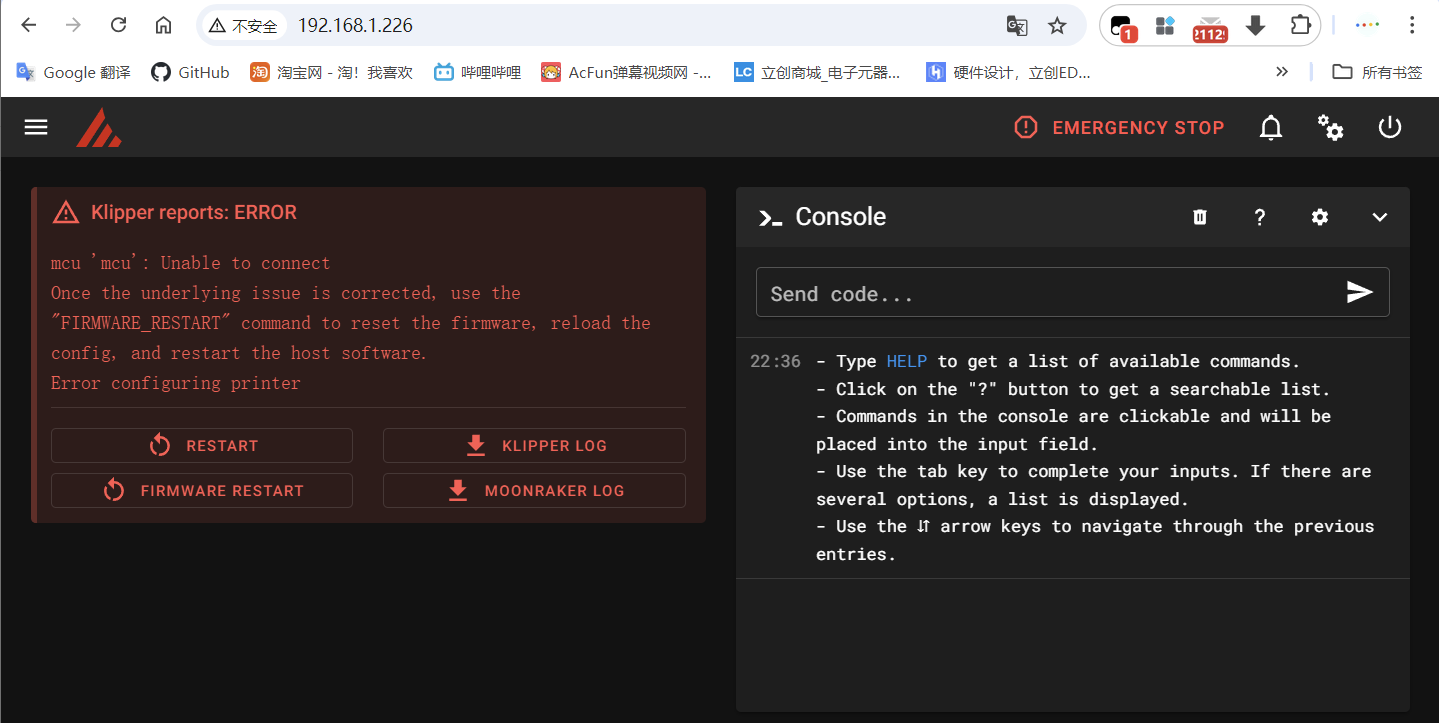 不安全
192.168.1.226
1
2112
Google 翻译
GitHub
淘 淘宝网 - 淘！我喜欢
哔哩哔哩
AcFun弹幕视频网 -...
LC 立创商城_电子元器...
硬件设计，立创ED...
所有书签
EMERGENCY STOP
Klipper reports: ERROR
mcu 'mcu': Unable to connect
Once the underlying issue is corrected, use the
"FIRMWARE_RESTART" command to reset the firmware, reload the
config, and restart the host software.
Error configuring printer
RESTART
KLIPPER LOG
FIRMWARE RESTART
MOONRAKER LOG
Console
Send code...
22:36 - Type HELP to get a list of available commands.
- Click on the "?" button to get a searchable list.
- Commands in the console are clickable and will be
placed into the input field.
- Use the tab key to complete your inputs. If there are
several options, a list is displayed.
- Use the ⇵ arrow keys to navigate through the previous
entries.